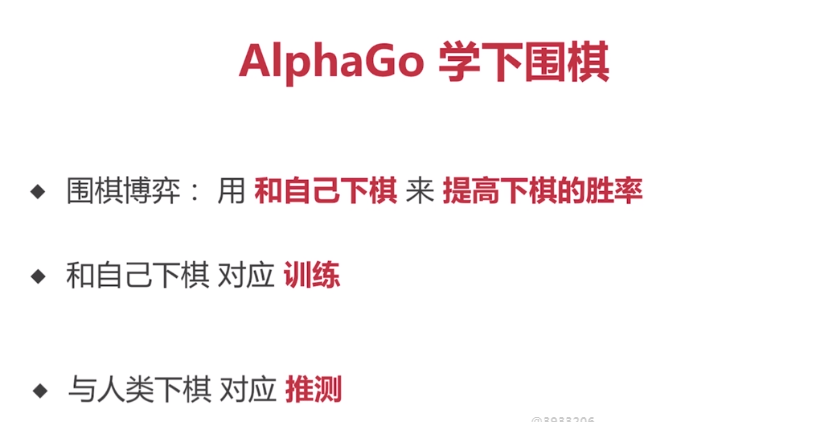 AlphaGo 学下围棋
◆ 围棋博弈： 用 和自己下棋 来 提高下棋的胜率
◆ 和自己下棋 对应 训练
◆ 与人类下棋 对应 推测